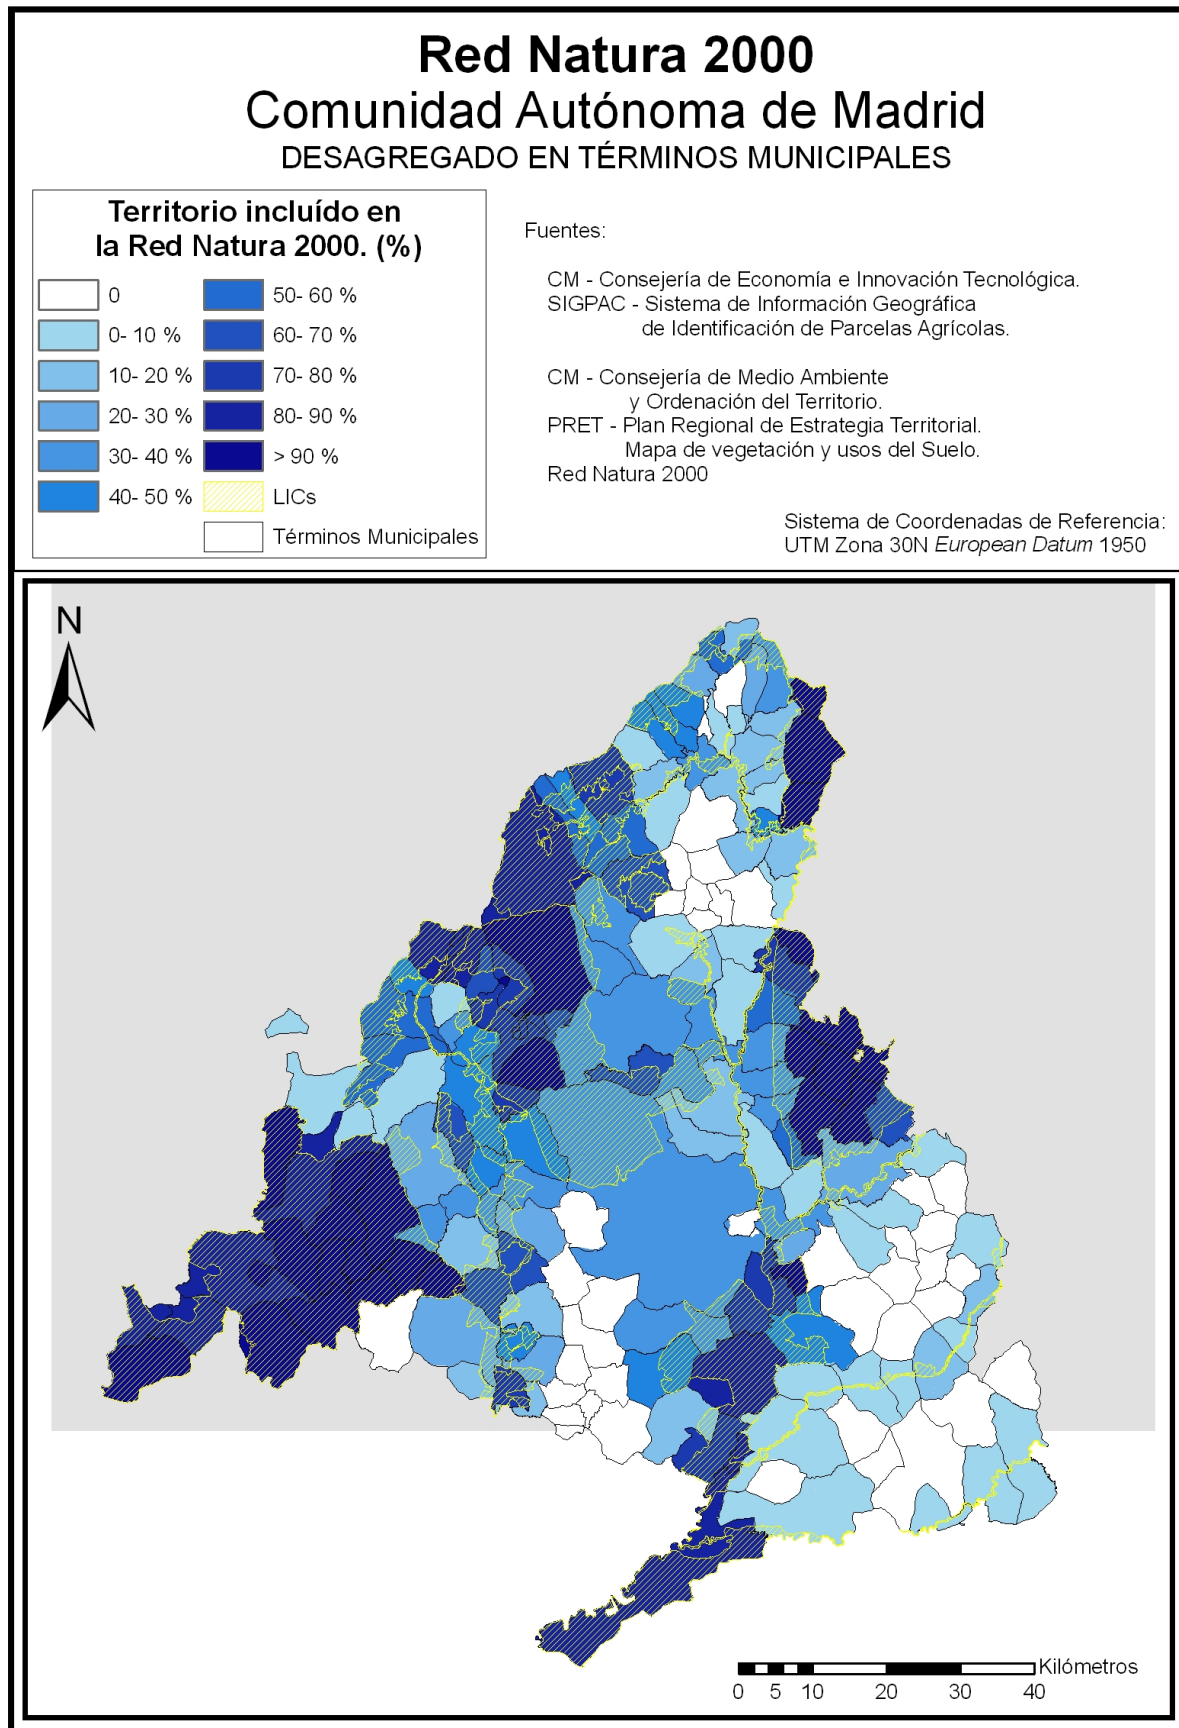 Red Natura 2000
Comunidad Autónoma de Madrid
DESAGREGADO EN TÉRMINOS MUNICIPALES
Territorio incluído en
la Red Natura 2000. (%)
0
0- 10 %
10- 20 %
20- 30 %
30- 40 %
40- 50 %
50- 60 %
60- 70 %
70- 80 %
80- 90 %
> 90 %
LICs
Términos Municipales
Fuentes:
CM - Consejería de Economía e Innovación Tecnológica.
SIGPAC - Sistema de Información Geográfica
de Identificación de Parcelas Agrícolas.
CM - Consejería de Medio Ambiente
y Ordenación del Territorio.
PRET - Plan Regional de Estrategia Territorial.
Mapa de vegetación y usos del Suelo.
Red Natura 2000
Sistema de Coordenadas de Referencia:
UTM Zona 30N European Datum 1950
N
Kilómetros
0 5 10 20 30 40